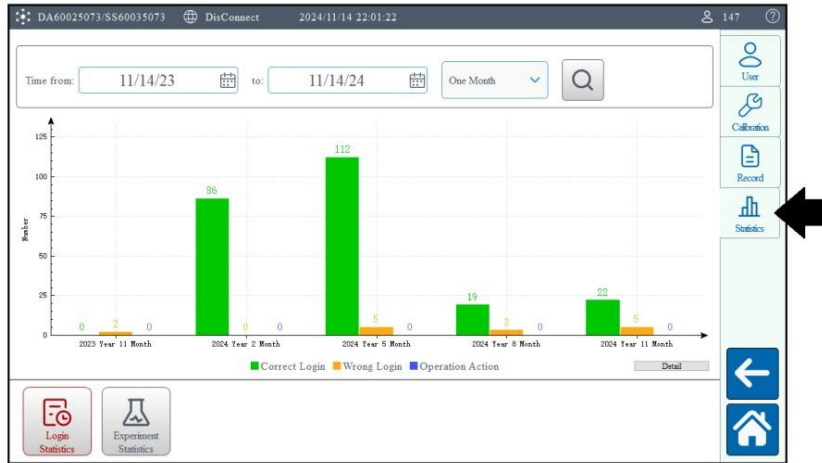 DA60025073/SS60035073 DisConnect 2024/11/14 22:01:22 147 ?
Time from: 11/14/23 to: 11/14/24 One Month
User
Calibration
Record
Statistics
Number
125
112
100
86
75
50
25
19
22
0 2 0
0 0
5 0
3 0
5 0
0
2023 Year 11 Month 2024 Year 2 Month 2024 Year 5 Month 2024 Year 8 Month 2024 Year 11 Month
Correct Login Wrong Login Operation Action
Detail
Login
Statistics
Experiment
Statistics